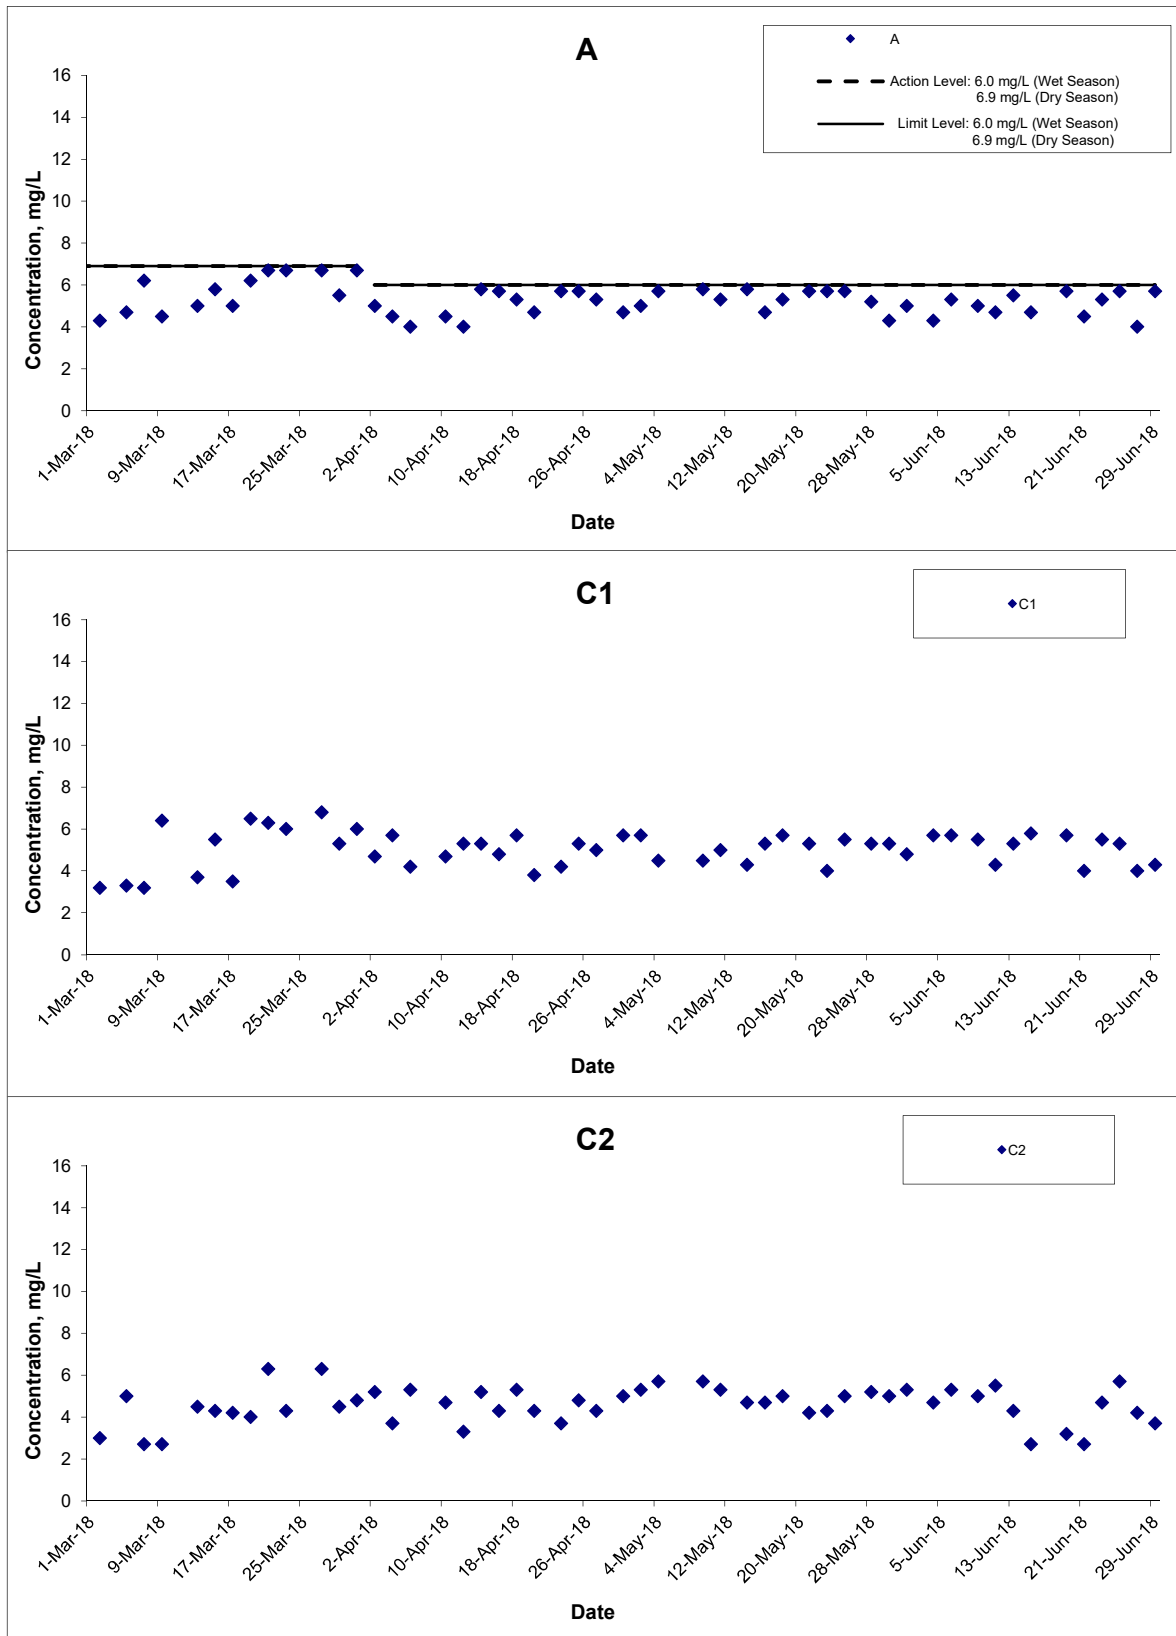 A
A
Action Level: 6.0 mg/L (Wet Season)
6.9 mg/L (Dry Season)
Limit Level: 6.0 mg/L (Wet Season)
6.9 mg/L (Dry Season)
Concentration, mg/L
16
14
12
10
8
6
4
2
0
1-Mar-18 9-Mar-18 17-Mar-18 25-Mar-18 2-Apr-18 10-Apr-18 18-Apr-18 26-Apr-18 4-May-18 12-May-18 20-May-18 28-May-18 5-Jun-18 13-Jun-18 21-Jun-18 29-Jun-18
Date
C1
C1
Concentration, mg/L
16
14
12
10
8
6
4
2
0
1-Mar-18 9-Mar-18 17-Mar-18 25-Mar-18 2-Apr-18 10-Apr-18 18-Apr-18 26-Apr-18 4-May-18 12-May-18 20-May-18 28-May-18 5-Jun-18 13-Jun-18 21-Jun-18 29-Jun-18
Date
C2
C2
Concentration, mg/L
16
14
12
10
8
6
4
2
0
1-Mar-18 9-Mar-18 17-Mar-18 25-Mar-18 2-Apr-18 10-Apr-18 18-Apr-18 26-Apr-18 4-May-18 12-May-18 20-May-18 28-May-18 5-Jun-18 13-Jun-18 21-Jun-18 29-Jun-18
Date